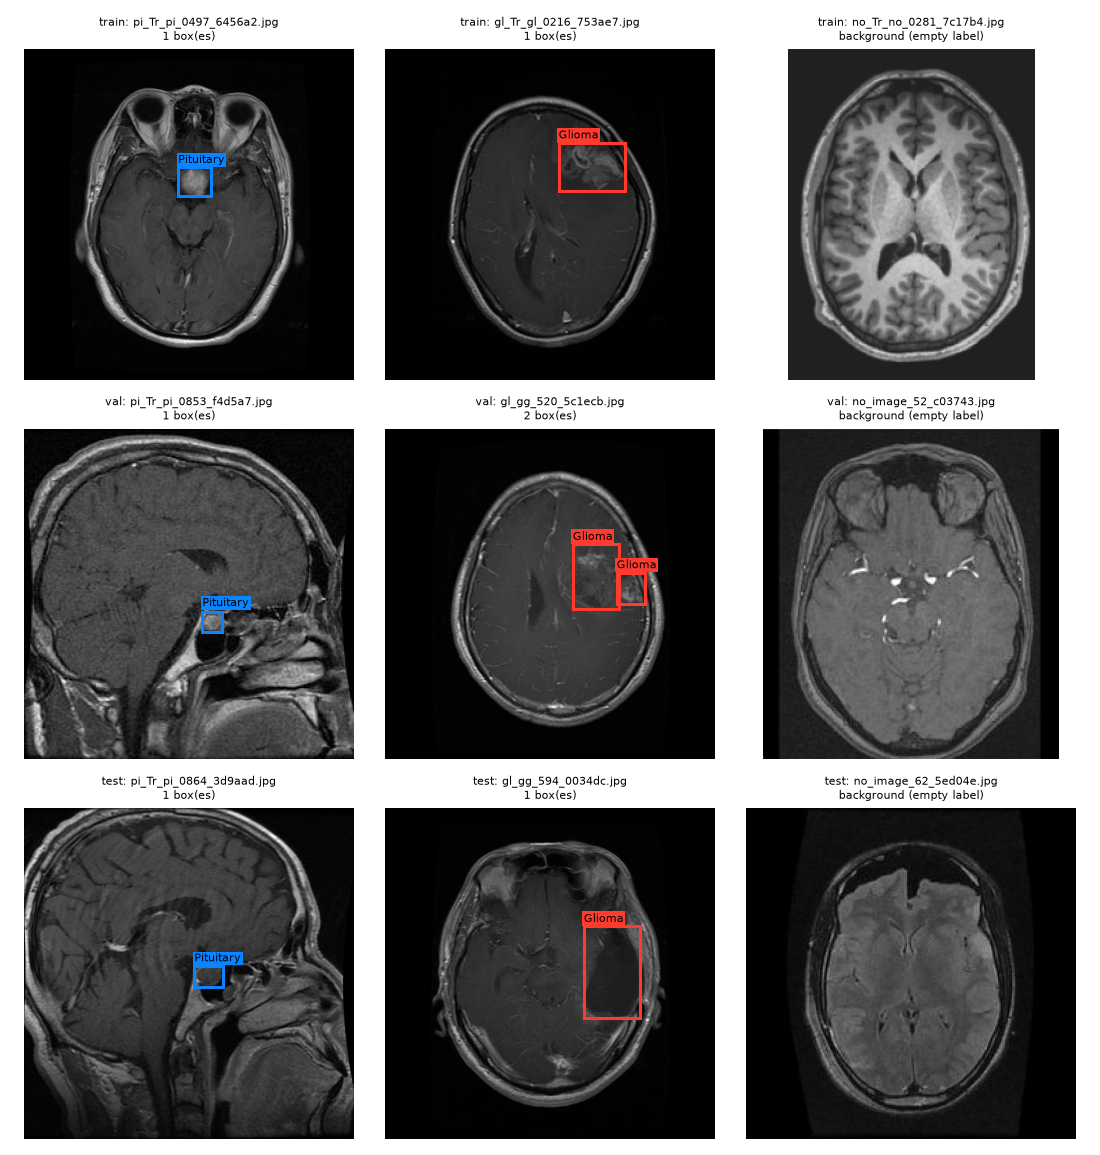 train: pi_Tr_pi_0497_6456a2.jpg
1 box(es)
train: gl_Tr_gl_0216_753ae7.jpg
1 box(es)
train: no_Tr_no_0281_7c17b4.jpg
background (empty label)
Pituitary
Glioma
val: pi_Tr_pi_0853_f4d5a7.jpg
1 box(es)
val: gl_gg_520_5c1ecb.jpg
2 box(es)
val: no_image_52_c03743.jpg
background (empty label)
Pituitary
Glioma
Glioma
test: pi_Tr_pi_0864_3d9aad.jpg
1 box(es)
test: gl_gg_594_0034dc.jpg
1 box(es)
test: no_image_62_5ed04e.jpg
background (empty label)
Pituitary
Glioma